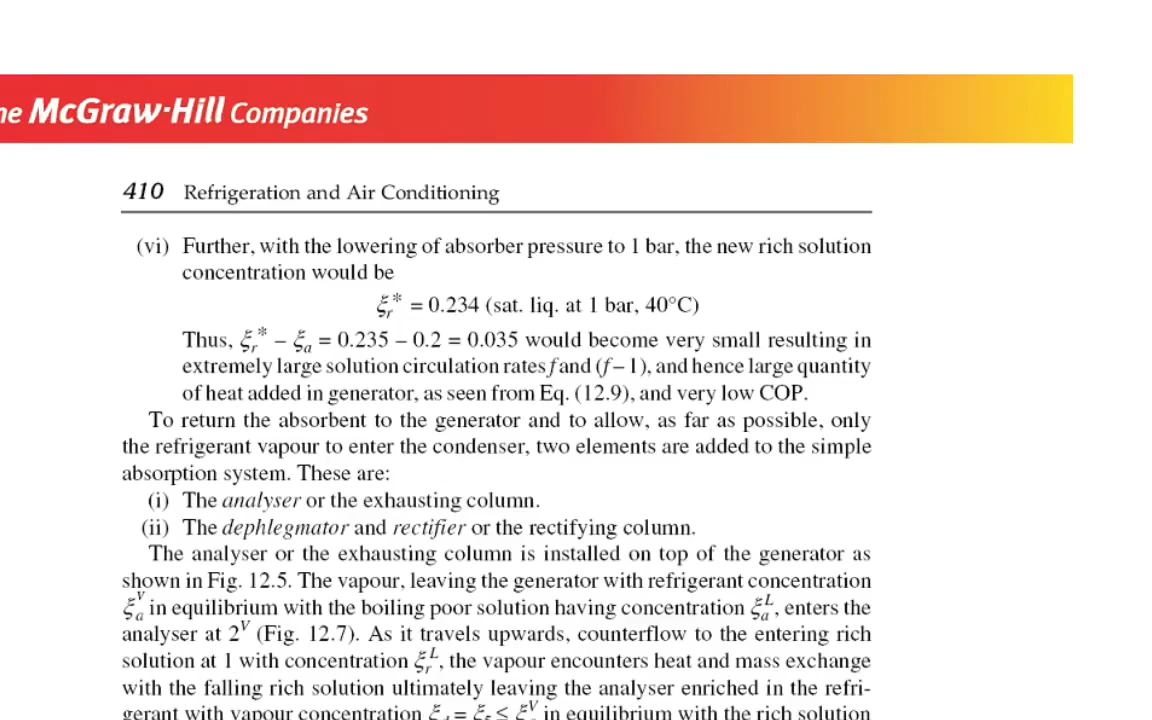 he McGraw·Hill Companies
410 Refrigeration and Air Conditioning
(vi) Further, with the lowering of absorber pressure to 1 bar, the new rich solution
concentration would be
ξᵣ* = 0.234 (sat. liq. at 1 bar, 40°C)
Thus, ξᵣ* – ξₐ = 0.235 – 0.2 = 0.035 would become very small resulting in
extremely large solution circulation rates f and (f – 1), and hence large quantity
of heat added in generator, as seen from Eq. (12.9), and very low COP.
To return the absorbent to the generator and to allow, as far as possible, only
the refrigerant vapour to enter the condenser, two elements are added to the simple
absorption system. These are:
(i) The analyser or the exhausting column.
(ii) The dephlegmator and rectifier or the rectifying column.
The analyser or the exhausting column is installed on top of the generator as
shown in Fig. 12.5. The vapour, leaving the generator with refrigerant concentration
ξₐⱽ in equilibrium with the boiling poor solution having concentration ξₐᴸ, enters the
analyser at 2ⱽ (Fig. 12.7). As it travels upwards, counterflow to the entering rich
solution at 1 with concentration ξᵣᴸ, the vapour encounters heat and mass exchange
with the falling rich solution ultimately leaving the analyser enriched in the refri-
gerant with vapour concentration in equilibrium with the rich solution